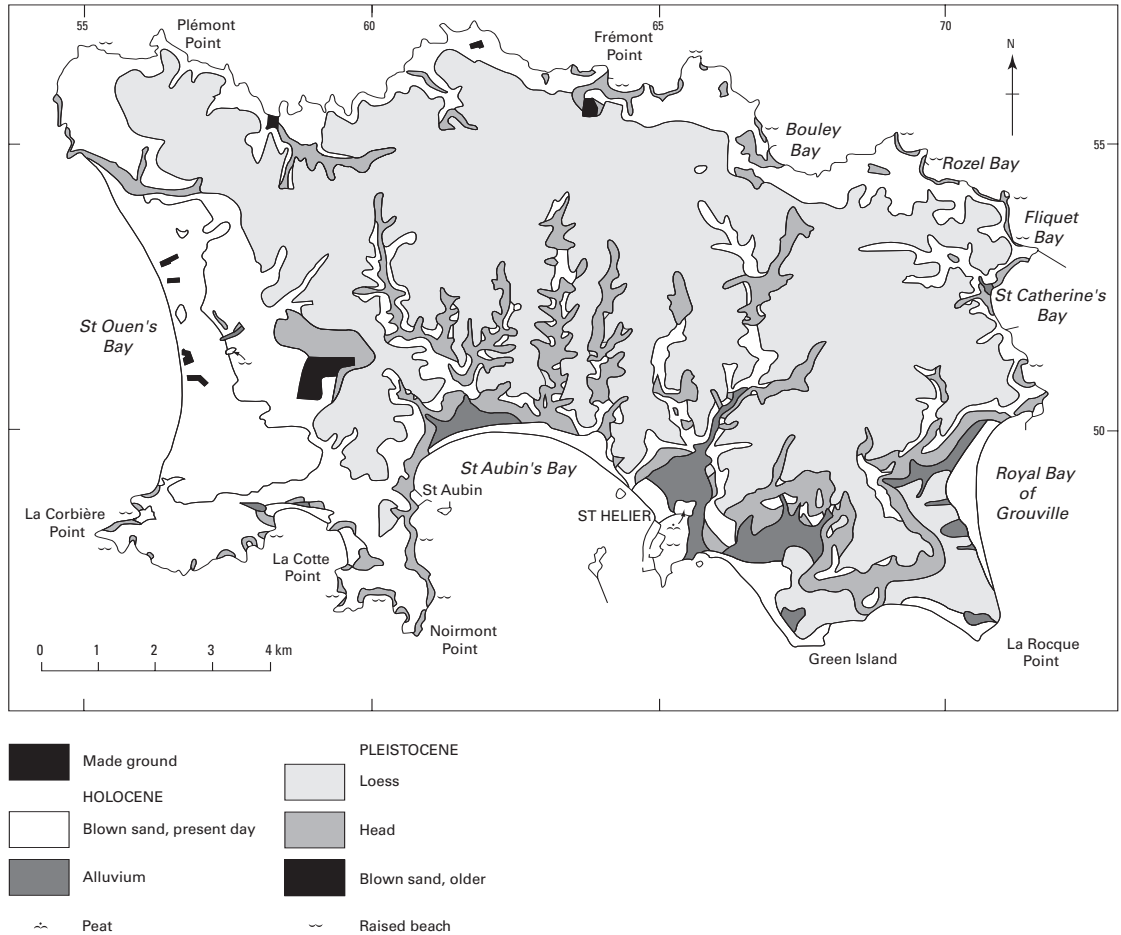 55
60
65
70
Plémont
Point
Frémont
Point
N
Bouley
Bay
55
Rozel Bay
Fliquet
Bay
St Catherine's
Bay
St Ouen's
Bay
50
St Aubin's Bay
Royal Bay
of
Grouville
St Aubin
ST HELIER
La Corbière
Point
La Cotte
Point
Noirmont
Point
Green Island
La Rocque
Point
0 1 2 3 4 km
Made ground
HOLOCENE
Blown sand, present day
Alluvium
Peat
PLEISTOCENE
Loess
Head
Blown sand, older
Raised beach